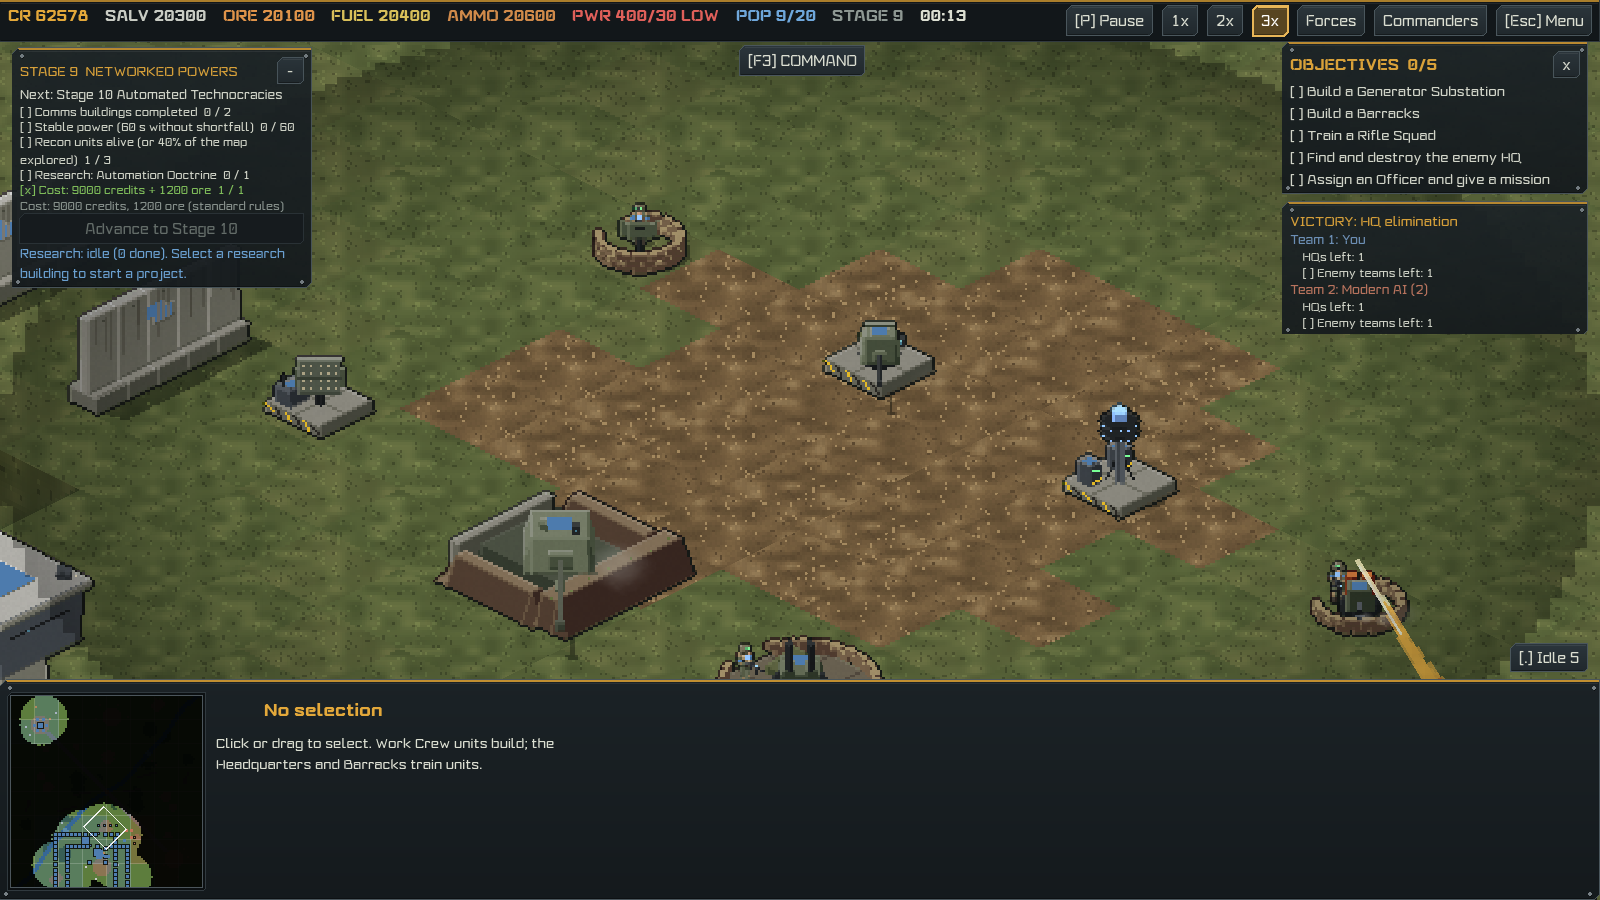 CR 62578 SALV 20300 ORE 20100 FUEL 20400 AMMO 20600 PWR 400/30 LOW POP 9/20 STAGE 9 00:13
[P] Pause 1x 2x 3x Forces Commanders [Esc] Menu
[F3] COMMAND
STAGE 9 NETWORKED POWERS -
Next: Stage 10 Automated Technocracies
[ ] Comms buildings completed 0 / 2
[ ] Stable power (60 s without shortfall) 0 / 60
[ ] Recon units alive (or 40% of the map
explored) 1 / 3
[ ] Research: Automation Doctrine 0 / 1
[x] Cost: 9000 credits + 1200 ore 1 / 1
Cost: 9000 credits, 1200 ore (standard rules)
Advance to Stage 10
Research: idle (0 done). Select a research
building to start a project.
OBJECTIVES 0/5 x
[ ] Build a Generator Substation
[ ] Build a Barracks
[ ] Train a Rifle Squad
[ ] Find and destroy the enemy HQ
[ ] Assign an Officer and give a mission
VICTORY: HQ elimination
Team 1: You
HQs left: 1
[ ] Enemy teams left: 1
Team 2: Modern AI (2)
HQs left: 1
[ ] Enemy teams left: 1
[.] Idle 5
No selection
Click or drag to select. Work Crew units build; the
Headquarters and Barracks train units.